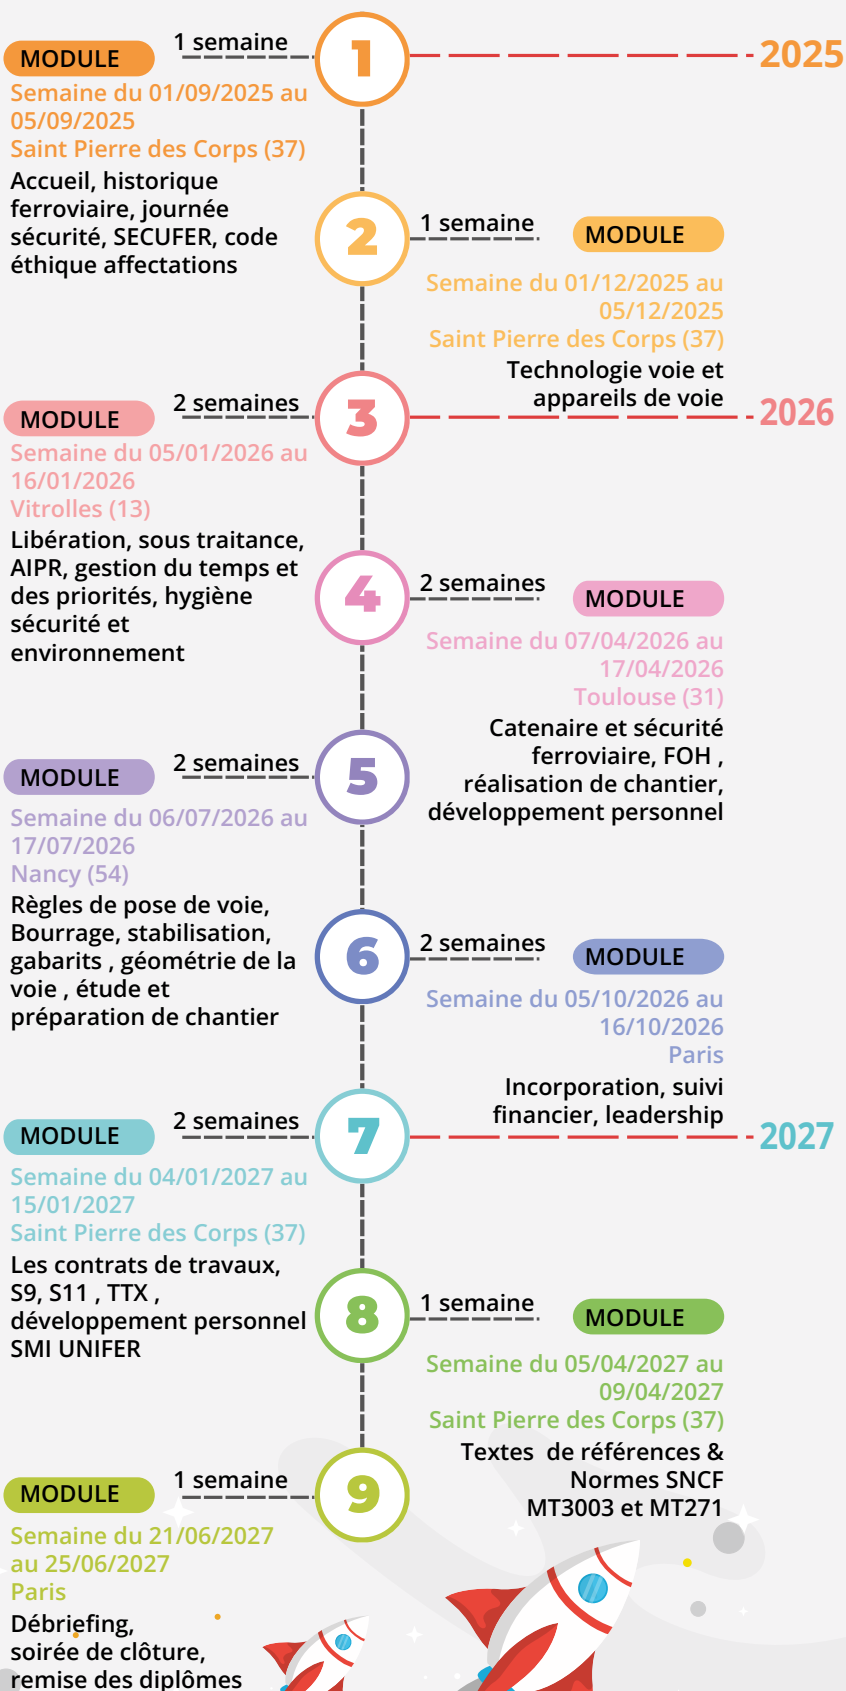 1 semaine
1
2025
MODULE
Semaine du 01/09/2025 au
05/09/2025
Saint Pierre des Corps (37)
Accueil, historique
ferroviaire, journée
sécurité, SECUFER, code
éthique affectations
2
1 semaine
MODULE
Semaine du 01/12/2025 au
05/12/2025
Saint Pierre des Corps (37)
Technologie voie et
appareils de voie
2 semaines
3
2026
MODULE
Semaine du 05/01/2026 au
16/01/2026
Vitrolles (13)
Libération, sous traitance,
AIPR, gestion du temps et
des priorités, hygiène
sécurité et
environnement
4
2 semaines
MODULE
Semaine du 07/04/2026 au
17/04/2026
Toulouse (31)
Catenaire et sécurité
ferroviaire, FOH ,
réalisation de chantier,
développement personnel
2 semaines
5
MODULE
Semaine du 06/07/2026 au
17/07/2026
Nancy (54)
Règles de pose de voie,
Bourrage, stabilisation,
gabarits , géométrie de la
voie , étude et
préparation de chantier
6
2 semaines
MODULE
Semaine du 05/10/2026 au
16/10/2026
Paris
Incorporation, suivi
financier, leadership
2 semaines
7
2027
MODULE
Semaine du 04/01/2027 au
15/01/2027
Saint Pierre des Corps (37)
Les contrats de travaux,
S9, S11 , TTX ,
développement personnel
SMI UNIFER
8
1 semaine
MODULE
Semaine du 05/04/2027 au
09/04/2027
Saint Pierre des Corps (37)
Textes de références &
Normes SNCF
MT3003 et MT271
1 semaine
9
MODULE
Semaine du 21/06/2027
au 25/06/2027
Paris
Débriefing,
soirée de clôture,
remise des diplômes